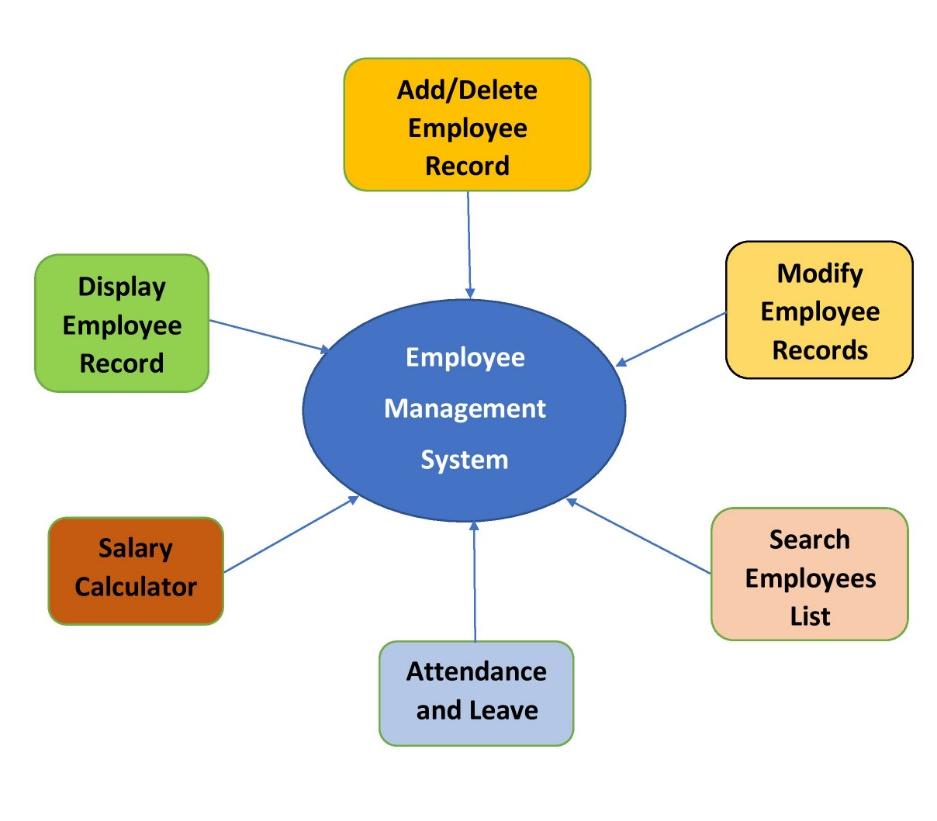 Add/Delete
Employee
Record
Display
Employee
Record
Modify
Employee
Records
Employee
Management
System
Salary
Calculator
Search
Employees
List
Attendance
and Leave